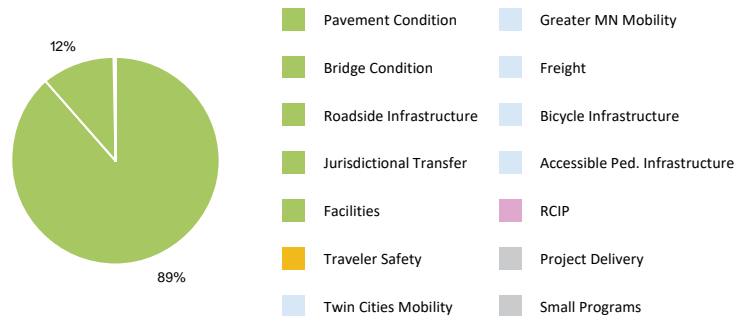 12%
89%
Pavement Condition
Bridge Condition
Roadside Infrastructure
Jurisdictional Transfer
Facilities
Traveler Safety
Twin Cities Mobility
Greater MN Mobility
Freight
Bicycle Infrastructure
Accessible Ped. Infrastructure
RCIP
Project Delivery
Small Programs